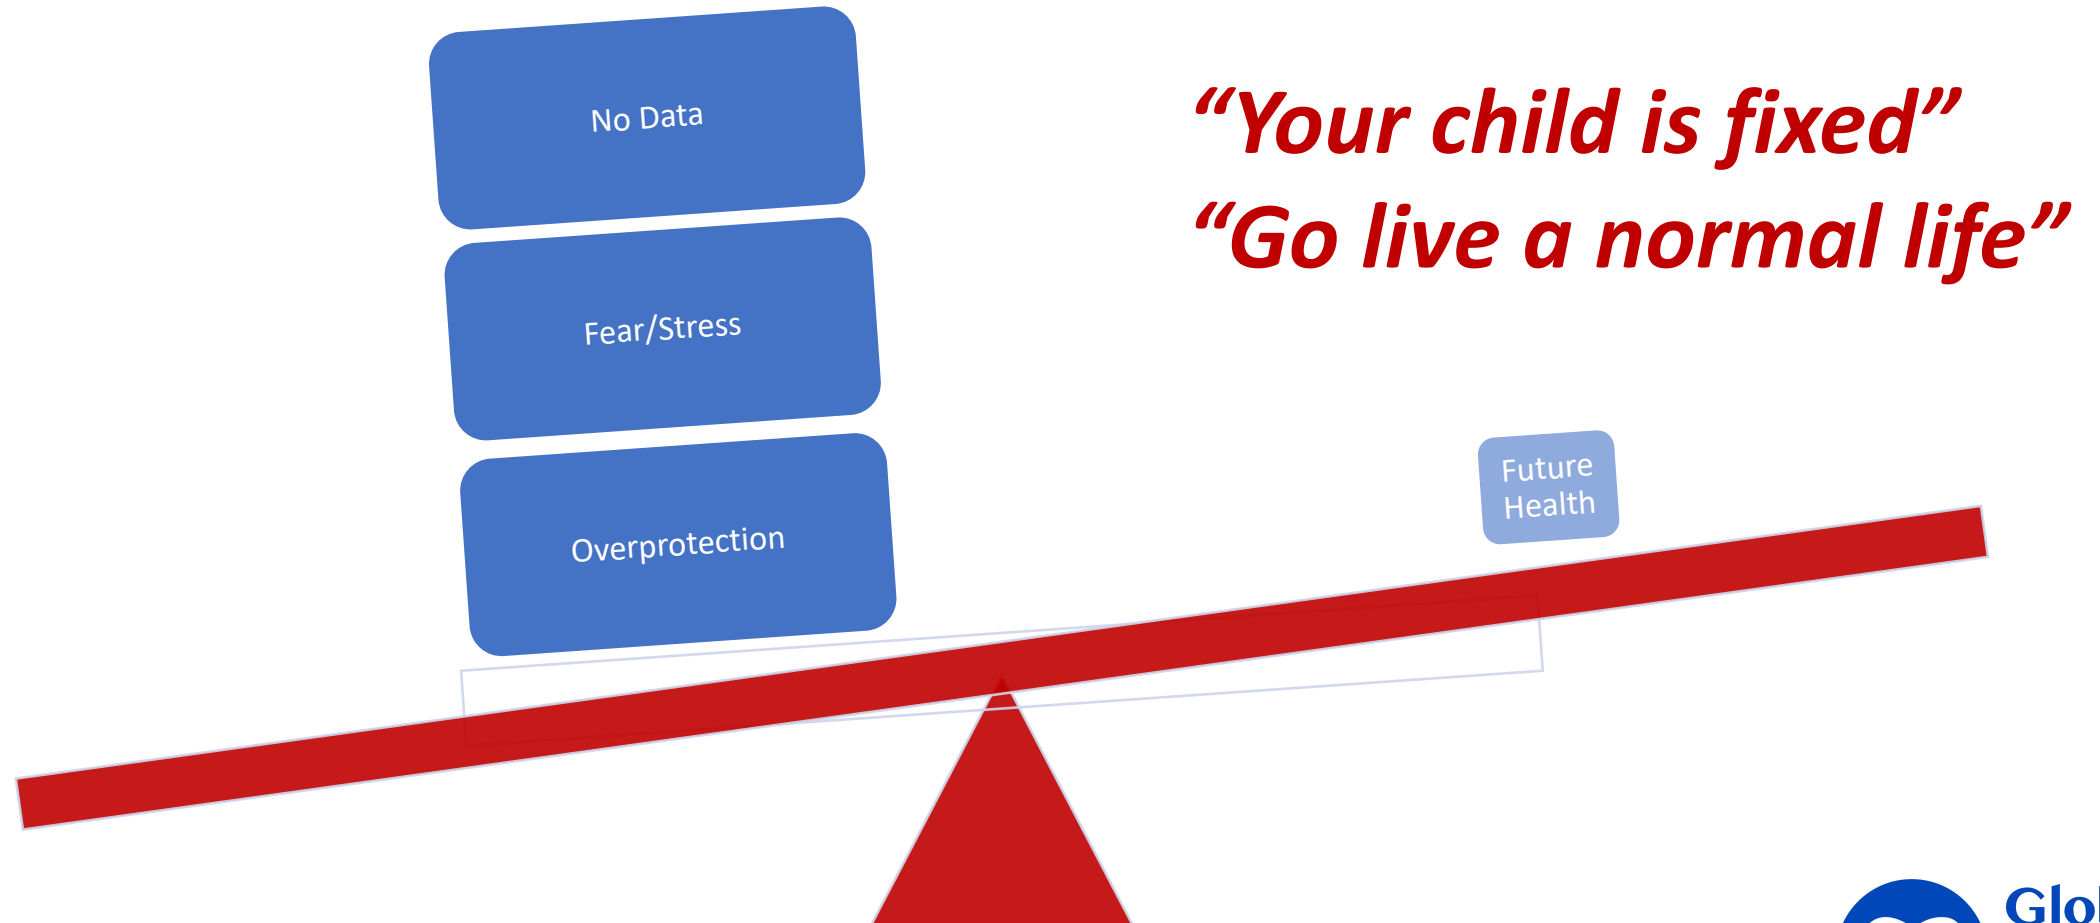 “Your child is fixed”
“Go live a normal life”
No Data
Fear/Stress
Overprotection
Future
Health